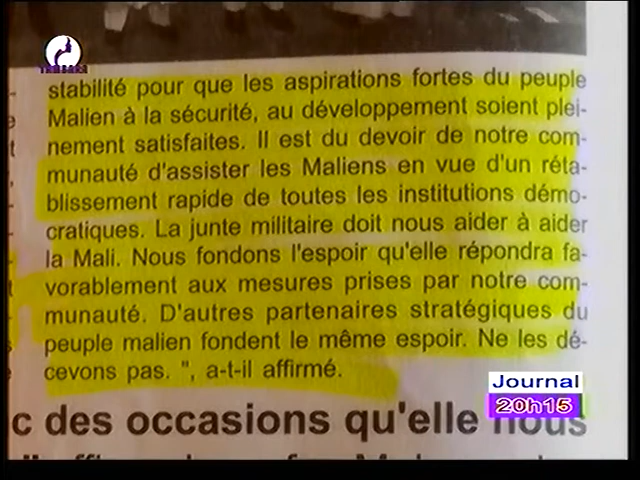 stabilité pour que les aspirations fortes du peuple
Malien à la sécurité, au développement soient plei-
nement satisfaites. Il est du devoir de notre com-
munauté d'assister les Maliens en vue d'un réta-
blissement rapide de toutes les institutions démo-
cratiques. La junte militaire doit nous aider à aider
la Mali. Nous fondons l'espoir qu'elle répondra fa-
vorablement aux mesures prises par notre com-
munauté. D'autres partenaires stratégiques du
peuple malien fondent le même espoir. Ne les dé-
cevons pas. ", a-t-il affirmé.
Journal
20h15
c des occasions qu'elle nous